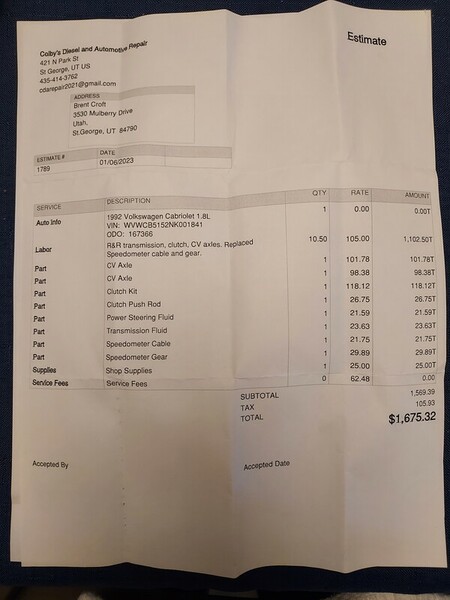 Estimate
Colby's Diesel and Automotive Repair
421 N Park St
St George, UT US
435-414-3762
cdarepair2021@gmail.com
ADDRESS
Brent Croft
3530 Mulberry Drive
Utah,
St.George, UT 84790
ESTIMATE # DATE
1789 01/06/2023
SERVICE DESCRIPTION QTY RATE AMOUNT
Auto info 1992 Volkswagen Cabriolet 1.8L 1 0.00 0.00T
VIN: WVWCB5152NK001841
ODO: 167366
Labor R&R transmission, clutch, CV axles. Replaced 10.50 105.00 1,102.50T
Speedometer cable and gear.
Part CV Axle 1 101.78 101.78T
Part CV Axle 1 98.38 98.38T
Part Clutch Kit 1 118.12 118.12T
Part Clutch Push Rod 1 26.75 26.75T
Part Power Steering Fluid 1 21.59 21.59T
Part Transmission Fluid 1 23.63 23.63T
Part Speedometer Cable 1 21.75 21.75T
Part Speedometer Gear 1 29.89 29.89T
Supplies Shop Supplies 1 25.00 25.00T
Service Fees Service Fees 0 62.48 0.00
SUBTOTAL 1,569.39
TAX 105.93
TOTAL $1,675.32
Accepted By Accepted Date